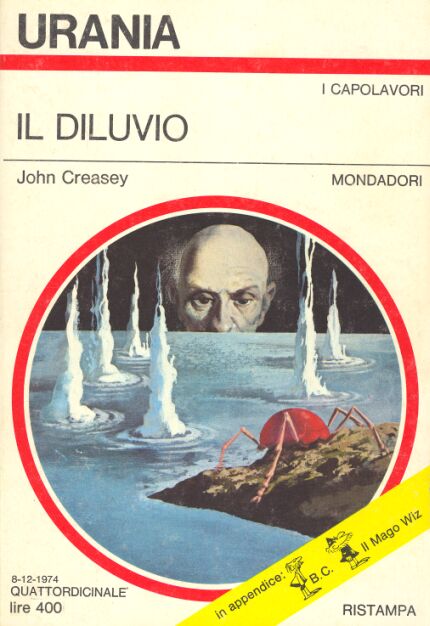 URANIA
I CAPOLAVORI
IL DILUVIO
John Creasey
MONDADORI
8-12-1974
QUATTORDICINALE
lire 400
in appendice: B.C. Il Mago Wiz
RISTAMPA